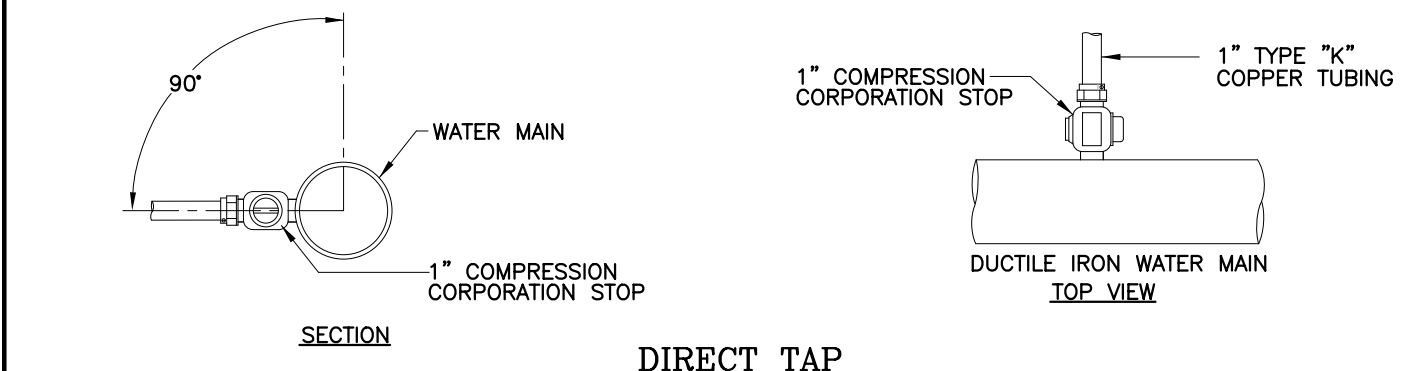 90°
WATER MAIN
1” COMPRESSION
CORPORATION STOP
SECTION
1” COMPRESSION
CORPORATION STOP
1” TYPE ”K”
COPPER TUBING
DUCTILE IRON WATER MAIN
TOP VIEW
DIRECT TAP